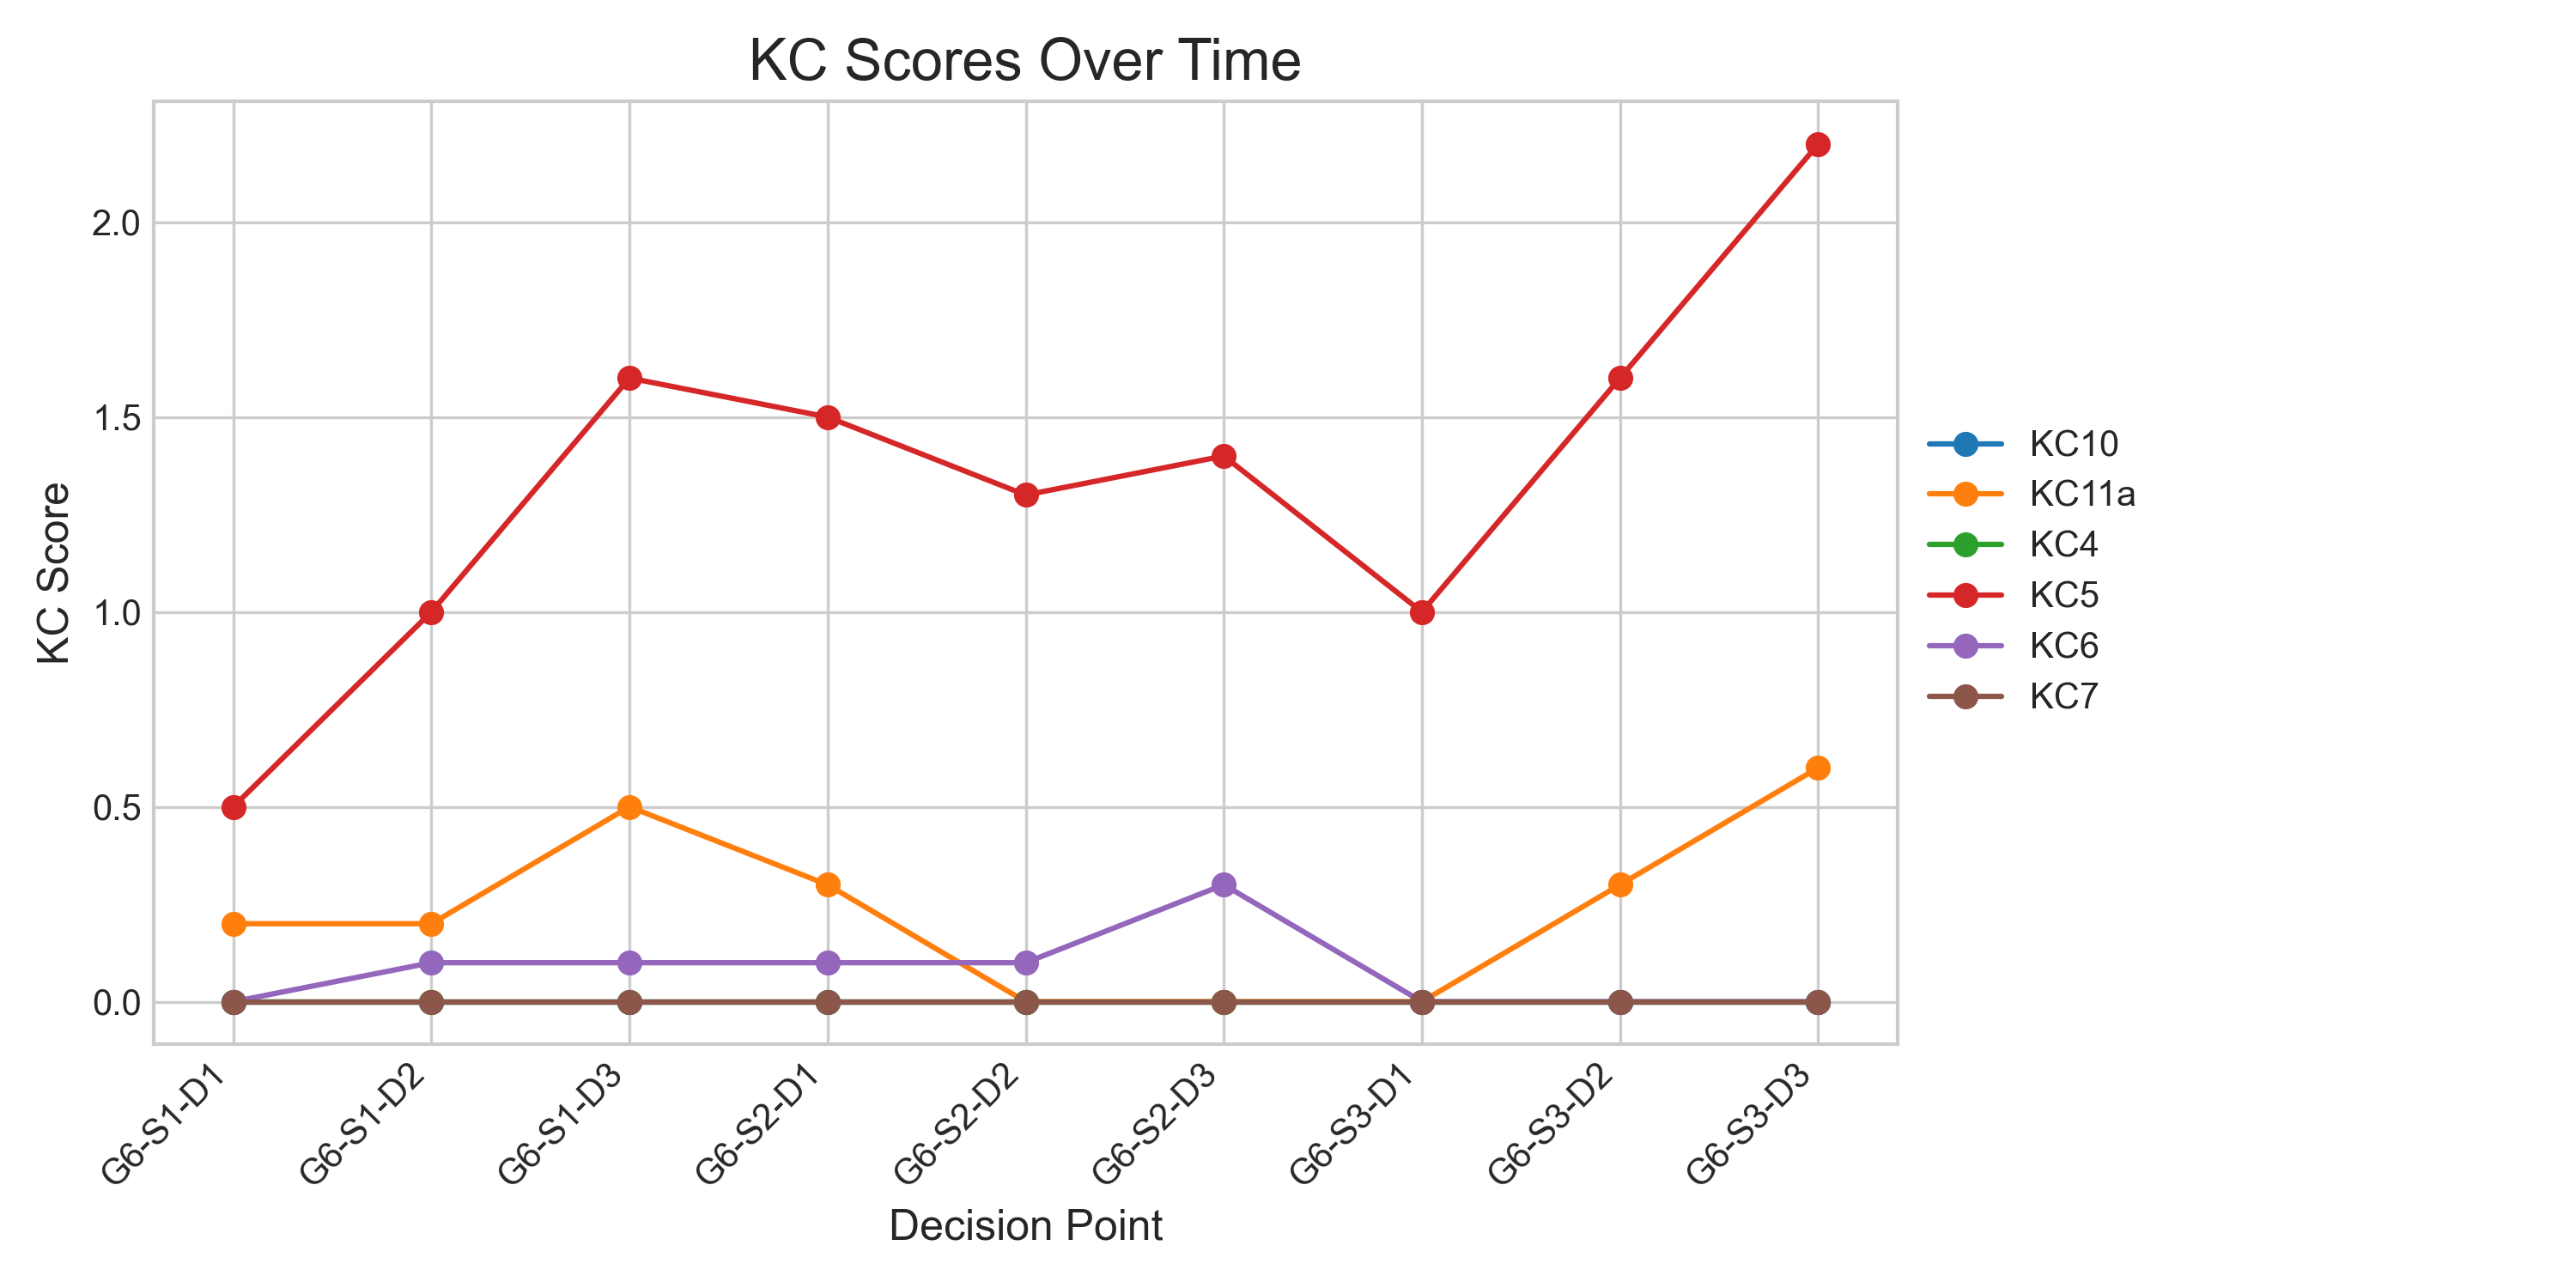 KC Scores Over Time
KC Score
2.0
1.5
1.0
0.5
0.0
G6-S1-D1
G6-S1-D2
G6-S1-D3
G6-S2-D1
G6-S2-D2
G6-S2-D3
G6-S3-D1
G6-S3-D2
G6-S3-D3
Decision Point
KC10
KC11a
KC4
KC5
KC6
KC7